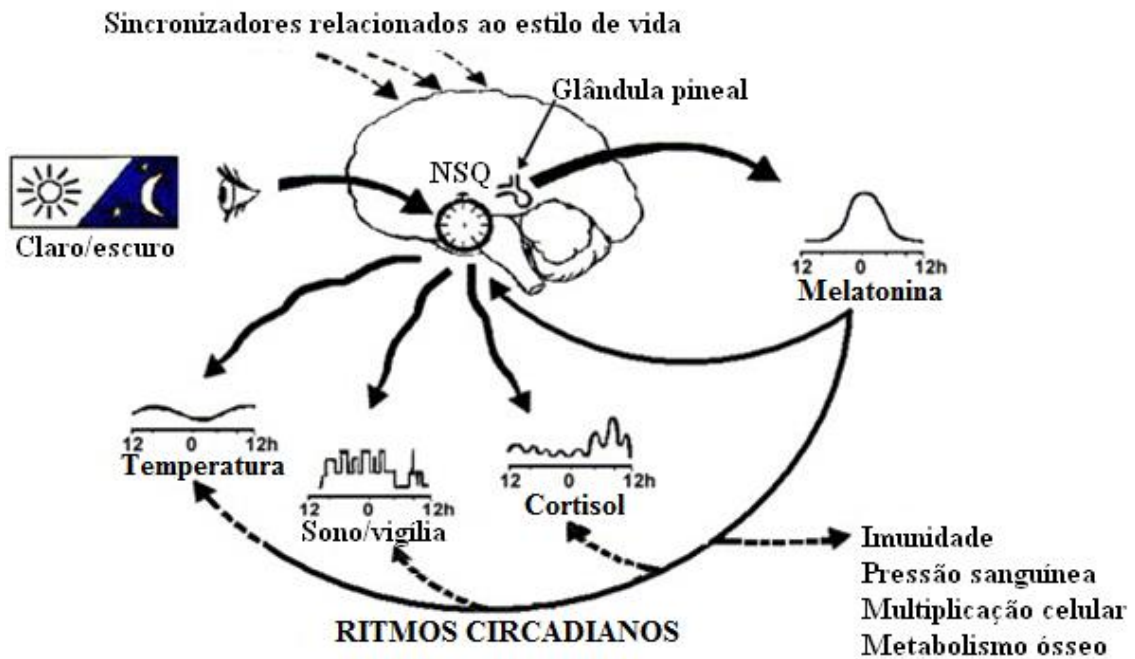 Sincronizadores relacionados ao estilo de vida
Glândula pineal
NSQ
Claro/escuro
12 0 12h
Melatonina
12 0 12h
Temperatura
12 0 12h
Sono/vigília
12 0 12h
Cortisol
Imunidade
Pressão sanguínea
Multiplicação celular
Metabolismo ósseo
RITMOS CIRCADIANOS